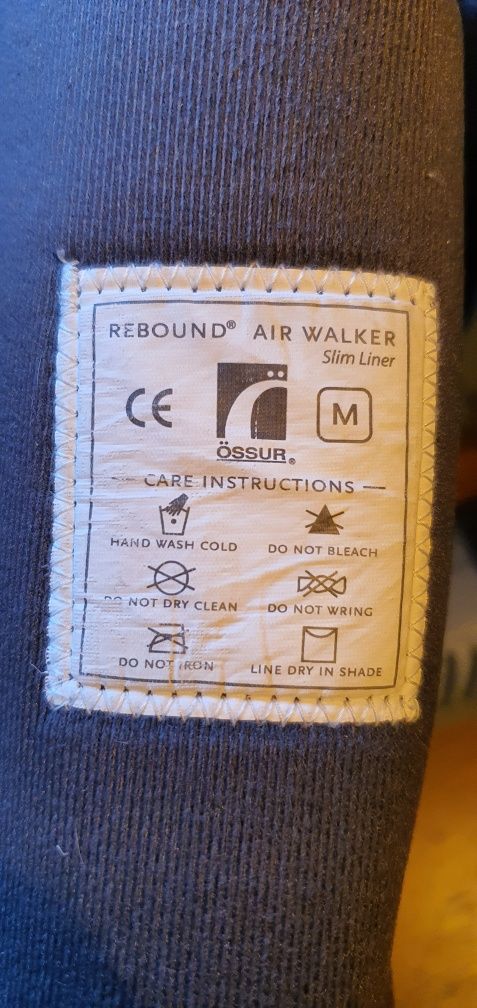 REBOUND® AIR WALKER
Slim Liner
CE M
ÖSSUR®
CARE INSTRUCTIONS
HAND WASH COLD DO NOT BLEACH
DO NOT DRY CLEAN DO NOT WRING
DO NOT IRON LINE DRY IN SHADE